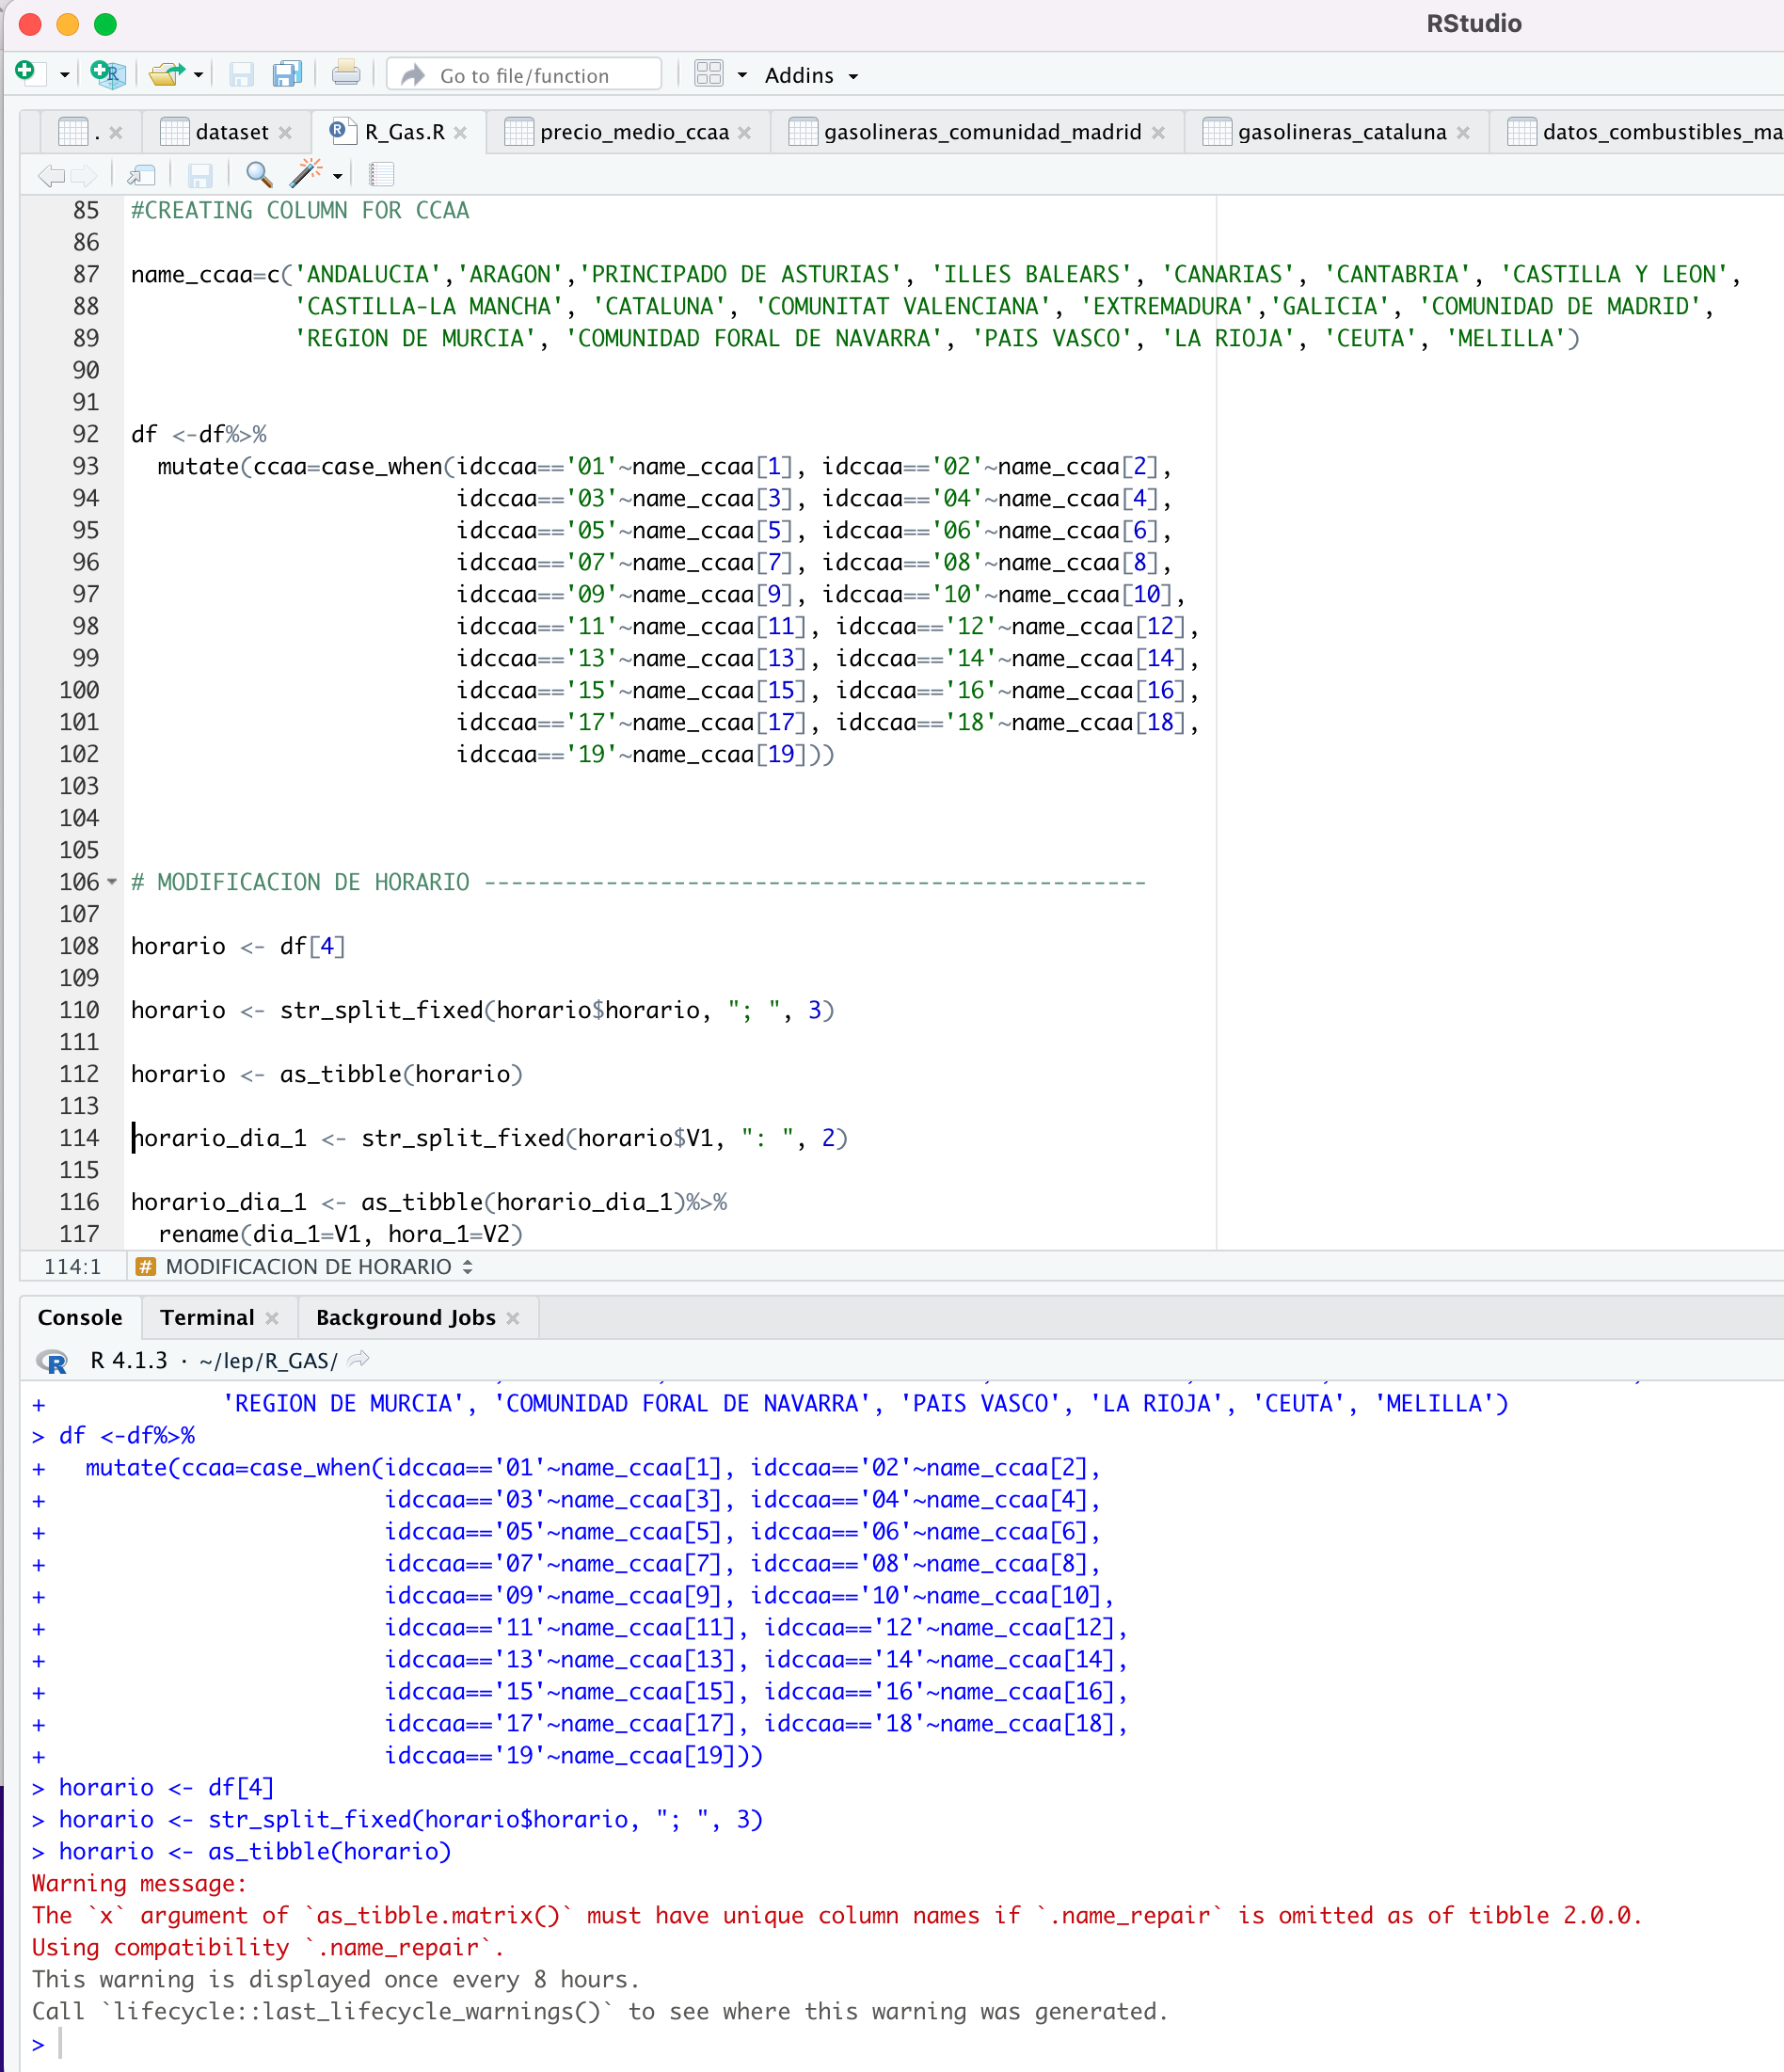 RStudio
Go to file/function
Addins
.
dataset
R_Gas.R
precio_medio_ccaa
gasolineras_comunidad_madrid
gasolineras_cataluna
datos_combustibles_ma
85 #CREATING COLUMN FOR CCAA
86
87 name_ccaa=c('ANDALUCIA','ARAGON','PRINCIPADO DE ASTURIAS', 'ILLES BALEARS', 'CANARIAS', 'CANTABRIA', 'CASTILLA Y LEON',
88 'CASTILLA-LA MANCHA', 'CATALUNA', 'COMUNITAT VALENCIANA', 'EXTREMADURA','GALICIA', 'COMUNIDAD DE MADRID',
89 'REGION DE MURCIA', 'COMUNIDAD FORAL DE NAVARRA', 'PAIS VASCO', 'LA RIOJA', 'CEUTA', 'MELILLA')
90
91
92 df <-df%>%
93 mutate(ccaa=case_when(idccaa=='01'~name_ccaa[1], idccaa=='02'~name_ccaa[2],
94 idccaa=='03'~name_ccaa[3], idccaa=='04'~name_ccaa[4],
95 idccaa=='05'~name_ccaa[5], idccaa=='06'~name_ccaa[6],
96 idccaa=='07'~name_ccaa[7], idccaa=='08'~name_ccaa[8],
97 idccaa=='09'~name_ccaa[9], idccaa=='10'~name_ccaa[10],
98 idccaa=='11'~name_ccaa[11], idccaa=='12'~name_ccaa[12],
99 idccaa=='13'~name_ccaa[13], idccaa=='14'~name_ccaa[14],
100 idccaa=='15'~name_ccaa[15], idccaa=='16'~name_ccaa[16],
101 idccaa=='17'~name_ccaa[17], idccaa=='18'~name_ccaa[18],
102 idccaa=='19'~name_ccaa[19]))
103
104
105
106 # MODIFICACION DE HORARIO -------------------------------------------------
107
108 horario <- df[4]
109
110 horario <- str_split_fixed(horario$horario, "; ", 3)
111
112 horario <- as_tibble(horario)
113
114 horario_dia_1 <- str_split_fixed(horario$V1, ": ", 2)
115
116 horario_dia_1 <- as_tibble(horario_dia_1)%>%
117 rename(dia_1=V1, hora_1=V2)
114:1 # MODIFICACION DE HORARIO
Console Terminal Background Jobs
R R 4.1.3 · ~/lep/R_GAS/
+ 'REGION DE MURCIA', 'COMUNIDAD FORAL DE NAVARRA', 'PAIS VASCO', 'LA RIOJA', 'CEUTA', 'MELILLA')
> df <-df%>%
+ mutate(ccaa=case_when(idccaa=='01'~name_ccaa[1], idccaa=='02'~name_ccaa[2],
+ idccaa=='03'~name_ccaa[3], idccaa=='04'~name_ccaa[4],
+ idccaa=='05'~name_ccaa[5], idccaa=='06'~name_ccaa[6],
+ idccaa=='07'~name_ccaa[7], idccaa=='08'~name_ccaa[8],
+ idccaa=='09'~name_ccaa[9], idccaa=='10'~name_ccaa[10],
+ idccaa=='11'~name_ccaa[11], idccaa=='12'~name_ccaa[12],
+ idccaa=='13'~name_ccaa[13], idccaa=='14'~name_ccaa[14],
+ idccaa=='15'~name_ccaa[15], idccaa=='16'~name_ccaa[16],
+ idccaa=='17'~name_ccaa[17], idccaa=='18'~name_ccaa[18],
+ idccaa=='19'~name_ccaa[19]))
> horario <- df[4]
> horario <- str_split_fixed(horario$horario, "; ", 3)
> horario <- as_tibble(horario)
Warning message:
The `x` argument of `as_tibble.matrix()` must have unique column names if `.name_repair` is omitted as of tibble 2.0.0.
Using compatibility `.name_repair`.
This warning is displayed once every 8 hours.
Call `lifecycle::last_lifecycle_warnings()` to see where this warning was generated.
>